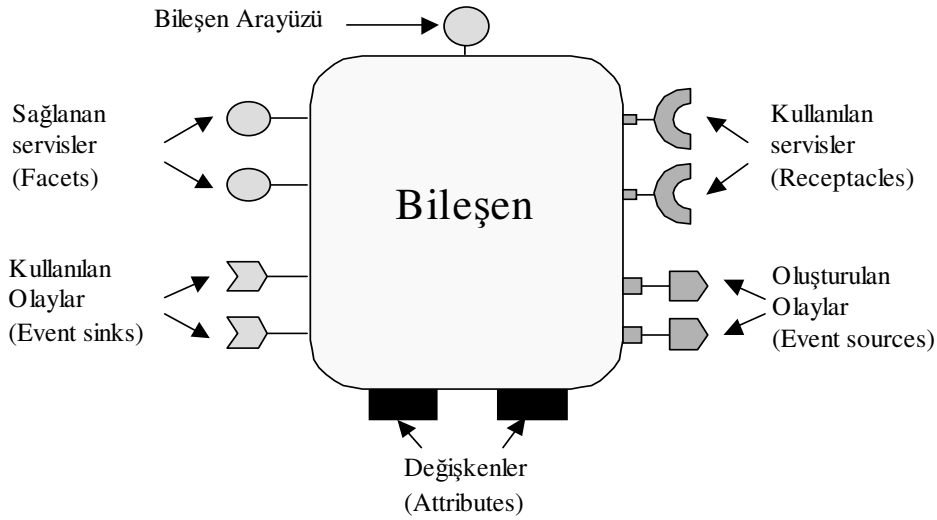 Bileşen Arayüzü
Sağlanan
servisler
(Facets)
Kullanılan
servisler
(Receptacles)
Bileşen
Kullanılan
Olaylar
(Event sinks)
Oluşturulan
Olaylar
(Event sources)
Değişkenler
(Attributes)